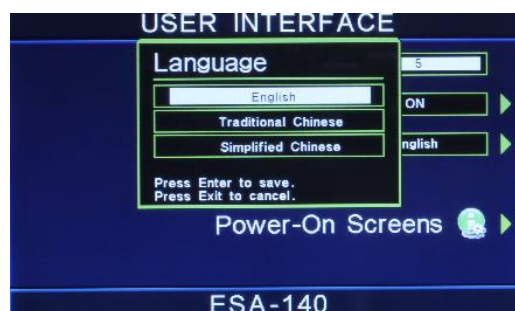 USER INTERFACE
Language
5
English
ON
Traditional Chinese
Simplified Chinese
nglish
Press Enter to save.
Press Exit to cancel.
Power-On Screens
ESA-140